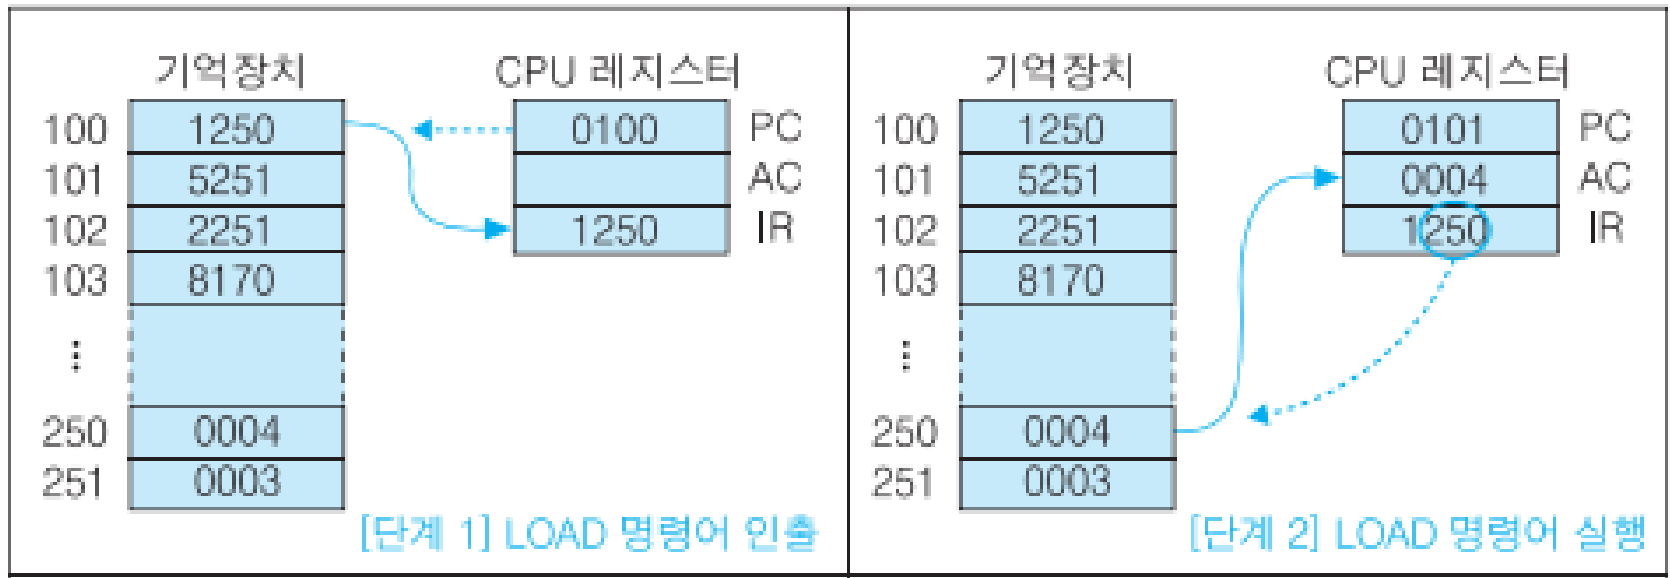 기억장치 CPU 레지스터
100 1250 0100 PC
101 5251 AC
102 2251 1250 IR
103 8170
⋮
250 0004
251 0003
[단계 1] LOAD 명령어 인출
기억장치 CPU 레지스터
100 1250 0101 PC
101 5251 0004 AC
102 2251 1250 IR
103 8170
⋮
250 0004
251 0003
[단계 2] LOAD 명령어 실행